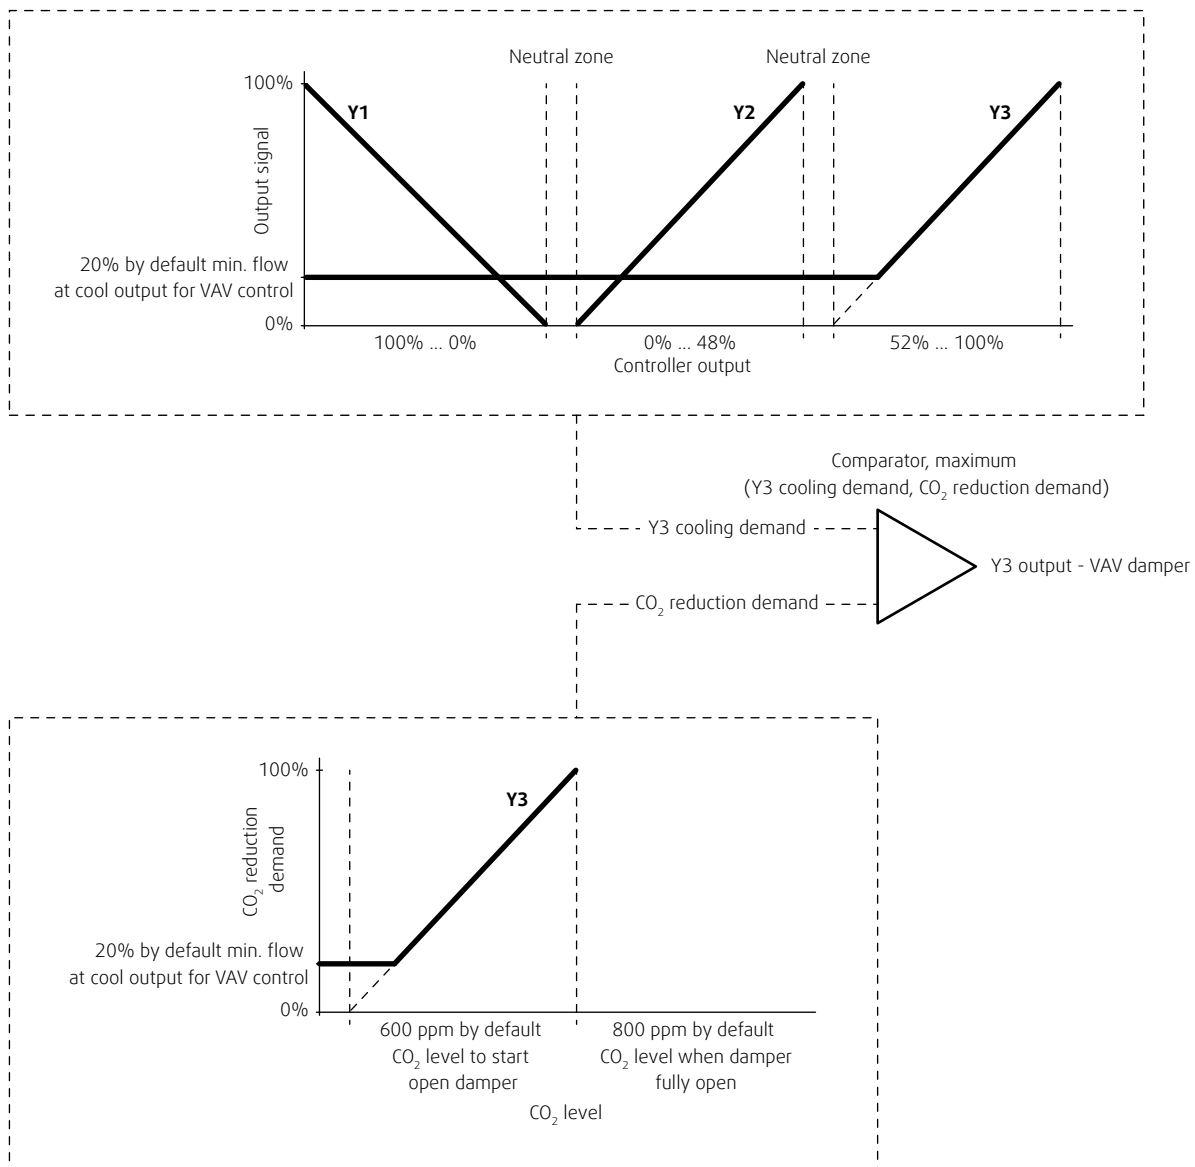 Neutral zone Neutral zone
100%
Y1 Y2 Y3
Output signal
20% by default min. flow
at cool output for VAV control
0%
100% ... 0% 0% ... 48% 52% ... 100%
Controller output
Comparator, maximum
(Y3 cooling demand, CO₂ reduction demand)
Y3 cooling demand
Y3 output - VAV damper
CO₂ reduction demand
100%
Y3
CO₂ reduction
demand
20% by default min. flow
at cool output for VAV control
0%
600 ppm by default
CO₂ level to start
open damper
800 ppm by default
CO₂ level when damper
fully open
CO₂ level